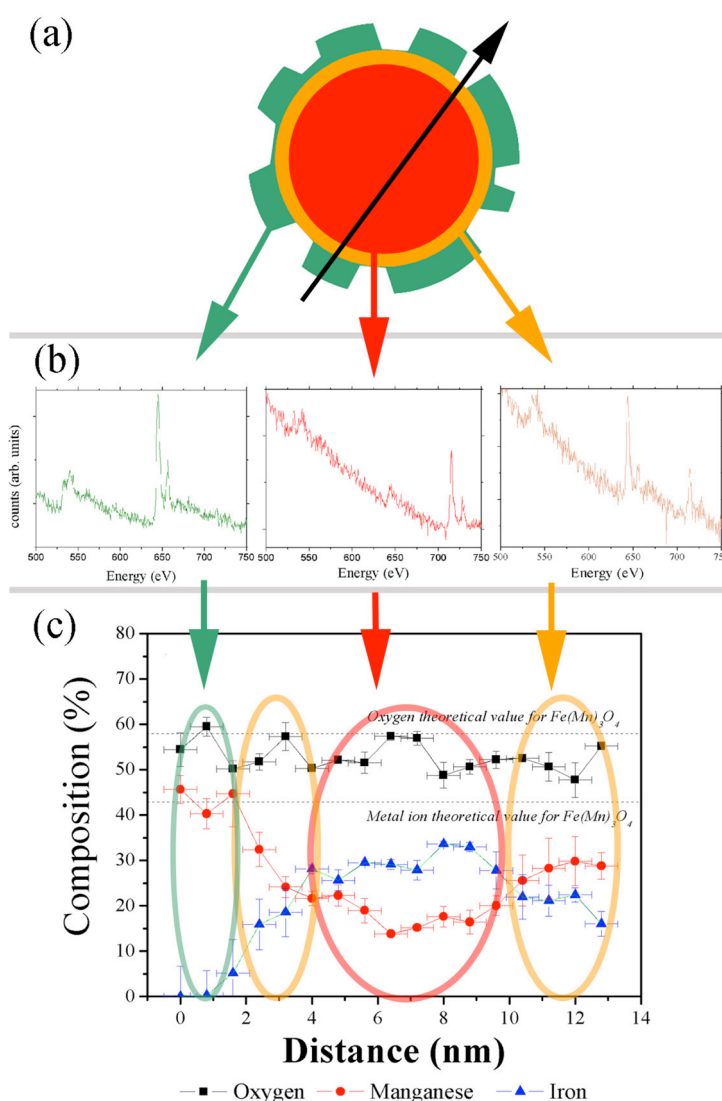 (a)
(b)
counts (arb. units)
500 550 600 650 700 750
Energy (eV)
500 550 600 650 700 750
Energy (eV)
500 550 600 650 700 750
Energy (eV)
(c)
Composition (%)
80
70
60
50
40
30
20
10
0
Oxygen theoretical value for Fe(Mn)₃O₄
Metal ion theoretical value for Fe(Mn)₃O₄
0 2 4 6 8 10 12 14
Distance (nm)
Oxygen Manganese Iron